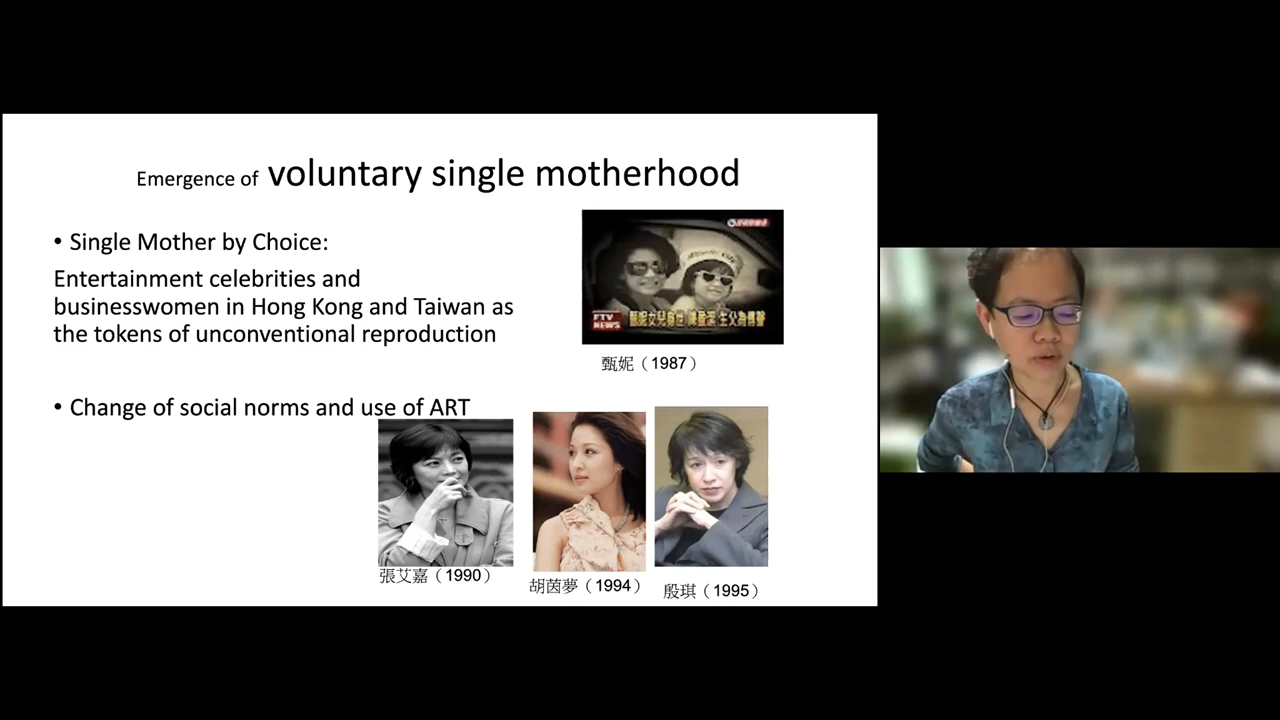 Emergence of voluntary single motherhood
• Single Mother by Choice:
Entertainment celebrities and
businesswomen in Hong Kong and Taiwan as
the tokens of unconventional reproduction
FTV
NEWS
甄妮(1987)
• Change of social norms and use of ART
張艾嘉(1990)
胡茵夢(1994)
殷琪(1995)